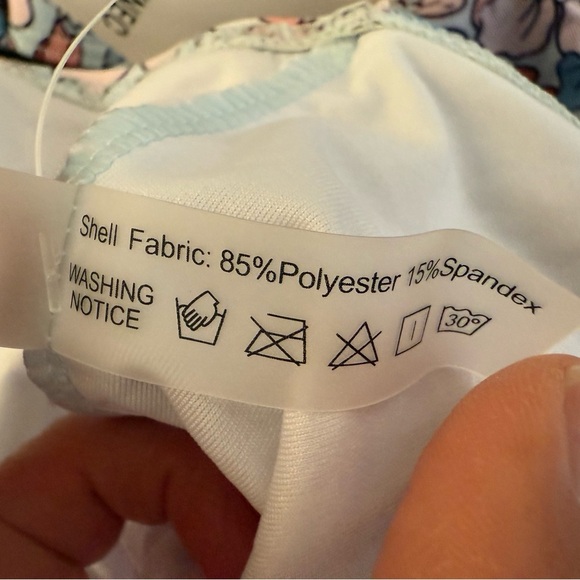 Shell Fabric: 85%Polyester 15%Spandex
WASHING
NOTICE
30°